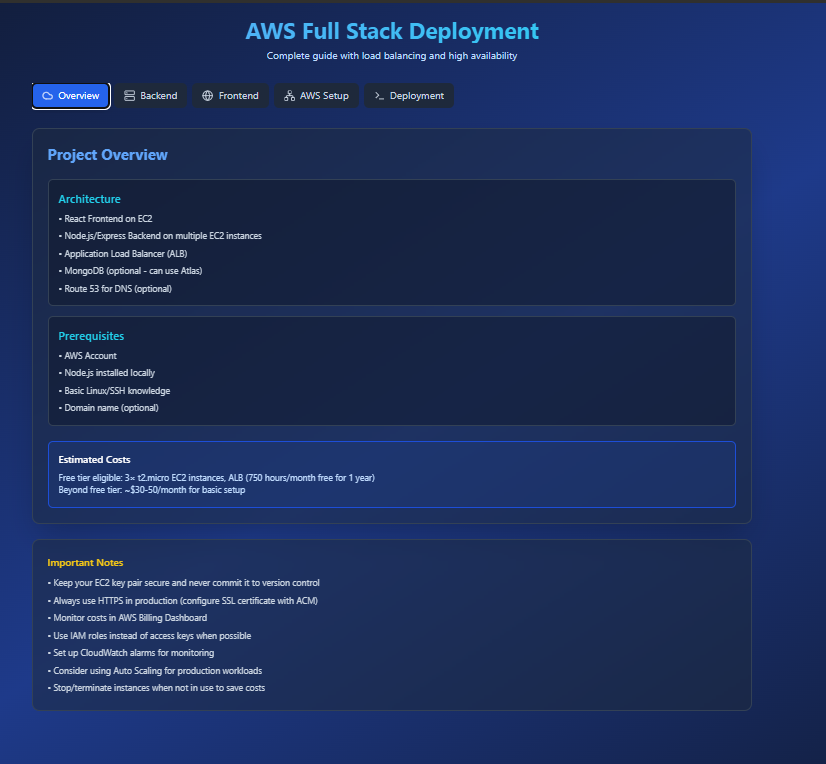 AWS Full Stack Deployment
Complete guide with load balancing and high availability
Overview
Backend
Frontend
AWS Setup
Deployment
Project Overview
Architecture
• React Frontend on EC2
• Node.js/Express Backend on multiple EC2 instances
• Application Load Balancer (ALB)
• MongoDB (optional - can use Atlas)
• Route 53 for DNS (optional)
Prerequisites
• AWS Account
• Node.js installed locally
• Basic Linux/SSH knowledge
• Domain name (optional)
Estimated Costs
Free tier eligible: 3× t2.micro EC2 instances, ALB (750 hours/month free for 1 year)
Beyond free tier: ~$30-50/month for basic setup
Important Notes
• Keep your EC2 key pair secure and never commit it to version control
• Always use HTTPS in production (configure SSL certificate with ACM)
• Monitor costs in AWS Billing Dashboard
• Use IAM roles instead of access keys when possible
• Set up CloudWatch alarms for monitoring
• Consider using Auto Scaling for production workloads
• Stop/terminate instances when not in use to save costs